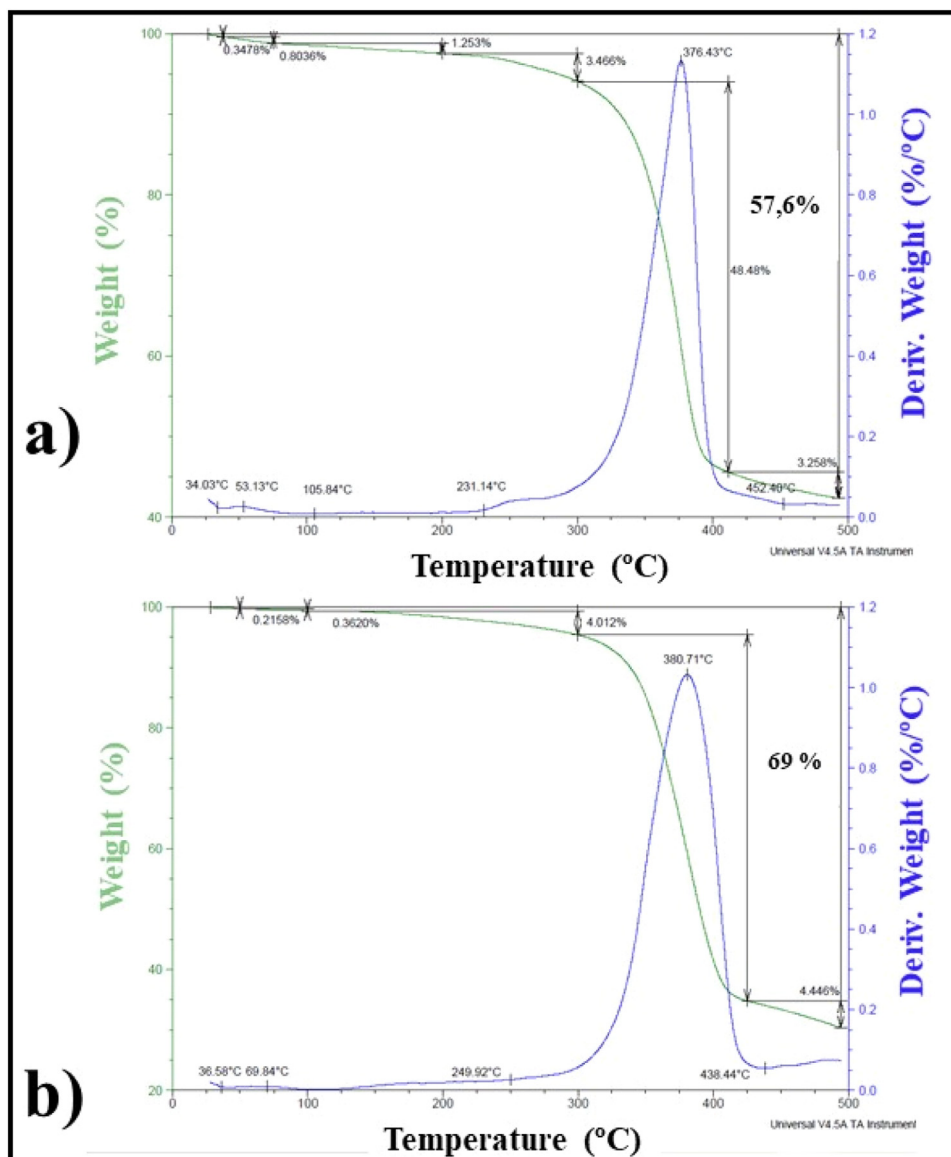 100
0.3478%
0.8036%
1.253%
3.466%
376.43°C
1.2
1.0
80
57,6%
0.8
48.48%
Weight (%)
Deriv. Weight (%/°C)
0.6
60
0.4
a)
0.2
3.258%
34.03°C
53.13°C
105.84°C
231.14°C
452.40°C
40
0.0
0
100
200
300
400
500
Temperature (ºC)
Universal V4.5A TA Instrumen
100
0.2158%
0.3620%
4.012%
1.2
380.71°C
1.0
80
69 %
0.8
Weight (%)
Deriv. Weight (%/°C)
60
0.6
0.4
40
4.446%
0.2
b)
36.58°C
69.84°C
249.92°C
438.44°C
20
0.0
0
100
200
300
400
500
Temperature (ºC)
Universal V4.5A TA Instrument